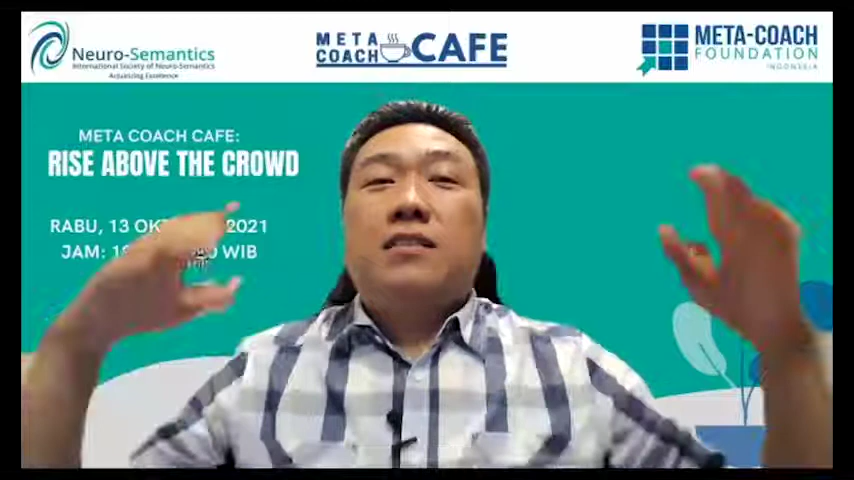 Neuro-Semantics
International Society of Neuro-Semantics
Actualizing Excellence
META COACH CAFE
META-COACH
FOUNDATION
INDONESIA
META COACH CAFE:
RISE ABOVE THE CROWD
RABU, 13 2021
JAM: WIB